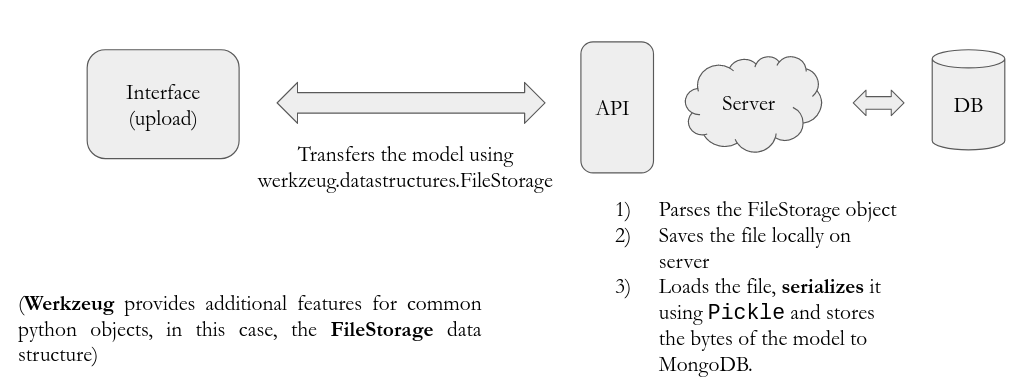 Interface
(upload)
API
Server
DB
Transfers the model using
werkzeug.datastructures.FileStorage
1) Parses the FileStorage object
2) Saves the file locally on
server
3) Loads the file, serializes it
using Pickle and stores
the bytes of the model to
MongoDB.
(Werkzeug provides additional features for common
python objects, in this case, the FileStorage data
structure)